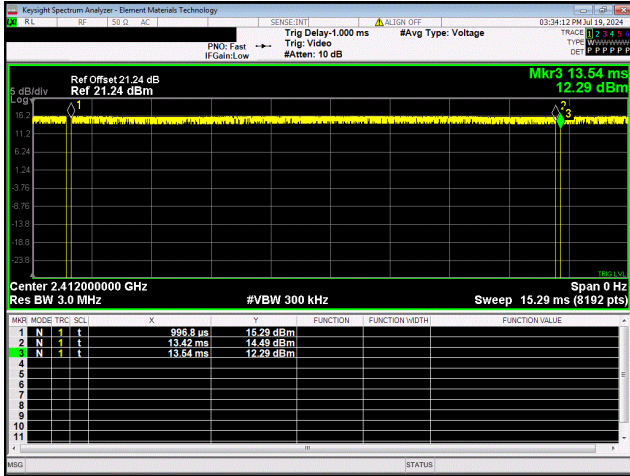 Keysight Spectrum Analyzer - Element Materials Technology
RL RF 50 Ω AC SENSE:INT ALIGN OFF 03:34:12 PM Jul 19, 2024
Trig Delay-1.000 ms #Avg Type: Voltage TRACE 1 2 3 4 5 6
PNO: Fast Trig: Video TYPE WWWWWW
IFGain:Low #Atten: 10 dB DET P P P P P P
Mkr3 13.54 ms
Ref Offset 21.24 dB
5 dB/div Ref 21.24 dBm 12.29 dBm
Log
1 2 3
16.2
11.2
6.24
1.24
-3.76
-8.76
-13.8
-18.8
-23.8
TRIG LVL
Center 2.412000000 GHz Span 0 Hz
Res BW 3.0 MHz #VBW 300 kHz Sweep 15.29 ms (8192 pts)
MKR MODE TRC SCL X Y FUNCTION FUNCTION WIDTH FUNCTION VALUE
1 N 1 t 996.8 µs 15.29 dBm
2 N 1 t 13.42 ms 14.49 dBm
3 N 1 t 13.54 ms 12.29 dBm
4
5
6
7
8
9
10
11
MSG STATUS